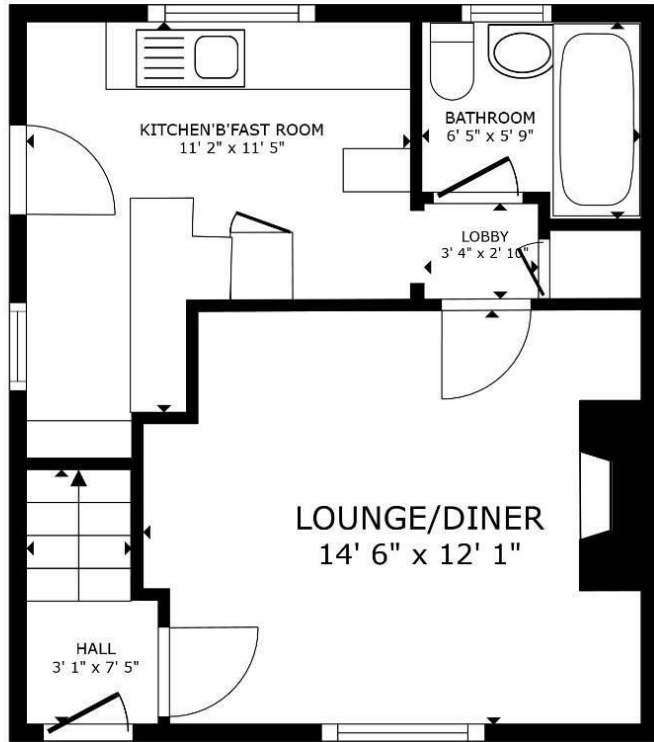 KITCHEN'B'FAST ROOM
11' 2" x 11' 5"
BATHROOM
6' 5" x 5' 9"
LOBBY
3' 4" x 2' 10"
LOUNGE/DINER
14' 6" x 12' 1"
HALL
3' 1" x 7' 5"